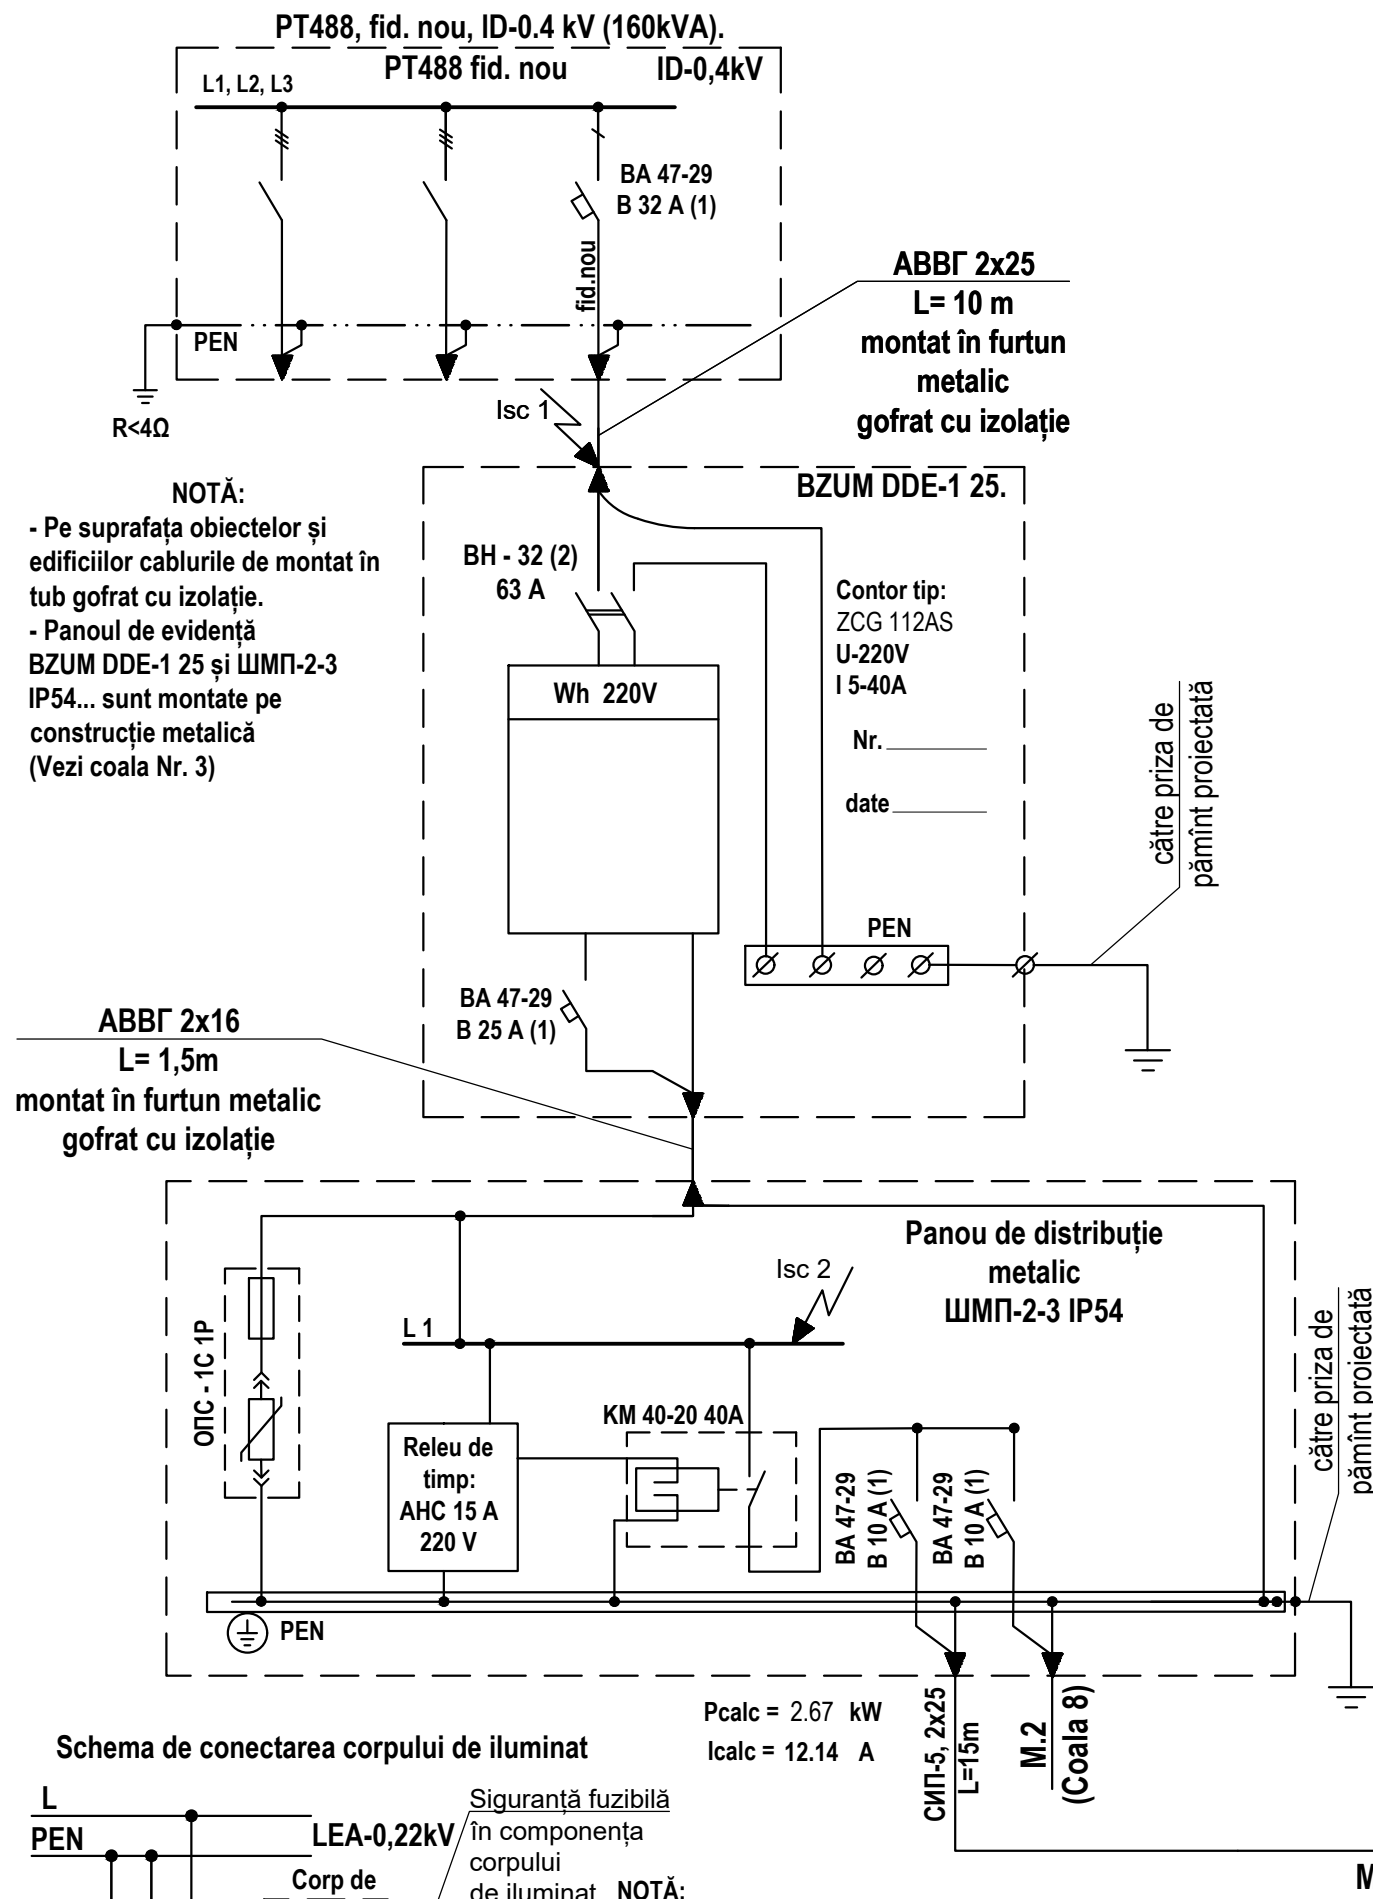 PT488, fid. nou, ID-0.4 kV (160kVA).
PT488 fid. nou
ID-0,4kV
L1, L2, L3
BA 47-29
B 32 A (1)
fid.nou
PEN
R<4Ω
АВВГ 2x25
L= 10 m
montat în furtun
metalic
gofrat cu izolație
Isc 1
NOTĂ:
- Pe suprafața obiectelor și
edificiilor cablurile de montat în
tub gofrat cu izolație.
- Panoul de evidență
BZUM DDE-1 25 și ШМП-2-3
IP54... sunt montate pe
construcție metalică
(Vezi coala Nr. 3)
BZUM DDE-1 25.
BH - 32 (2)
63 A
Contor tip:
ZCG 112AS
U-220V
I 5-40A
Nr.
date
Wh 220V
PEN
către priza de
pămînt proiectată
BA 47-29
B 25 A (1)
АВВГ 2x16
L= 1,5m
montat în furtun metalic
gofrat cu izolație
Panou de distribuție
metalic
ШМП-2-3 IP54
Isc 2
L 1
ОПС - 1С 1Р
KM 40-20 40A
Releu de
timp:
AHC 15 A
220 V
BA 47-29
B 10 A (1)
BA 47-29
B 10 A (1)
către priza de
pămînt proiectată
PEN
Pcalc = 2.67 kW
Icalc = 12.14 A
СИП-5, 2x25
L=15m
M.2
(Coala 8)
Schema de conectarea corpului de iluminat
L
PEN
LEA-0,22kV
Siguranță fuzibilă
în componența
corpului
de iluminat
Corp de
NOTĂ:
M